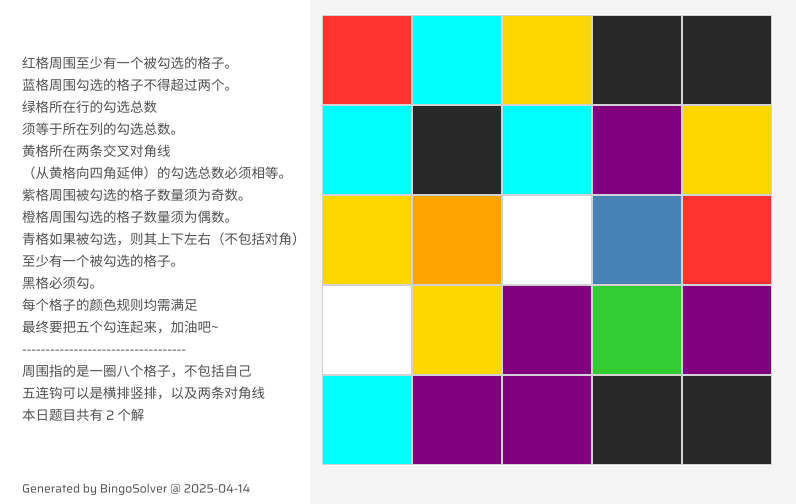 红格周围至少有一个被勾选的格子。
蓝格周围勾选的格子不得超过两个。
绿格所在行的勾选总数
须等于所在列的勾选总数。
黄格所在两条交叉对角线
（从黄格向四角延伸）的勾选总数必须相等。
紫格周围被勾选的格子数量须为奇数。
橙格周围勾选的格子数量须为偶数。
青格如果被勾选，则其上下左右（不包括对角）
至少有一个被勾选的格子。
黑格必须勾。
每个格子的颜色规则均需满足
最终要把五个勾连起来，加油吧~
----------------------------------
周围指的是一圈八个格子，不包括自己
五连钩可以是横排竖排，以及两条对角线
本日题目共有 2 个解
Generated by BingoSolver @ 2025-04-14